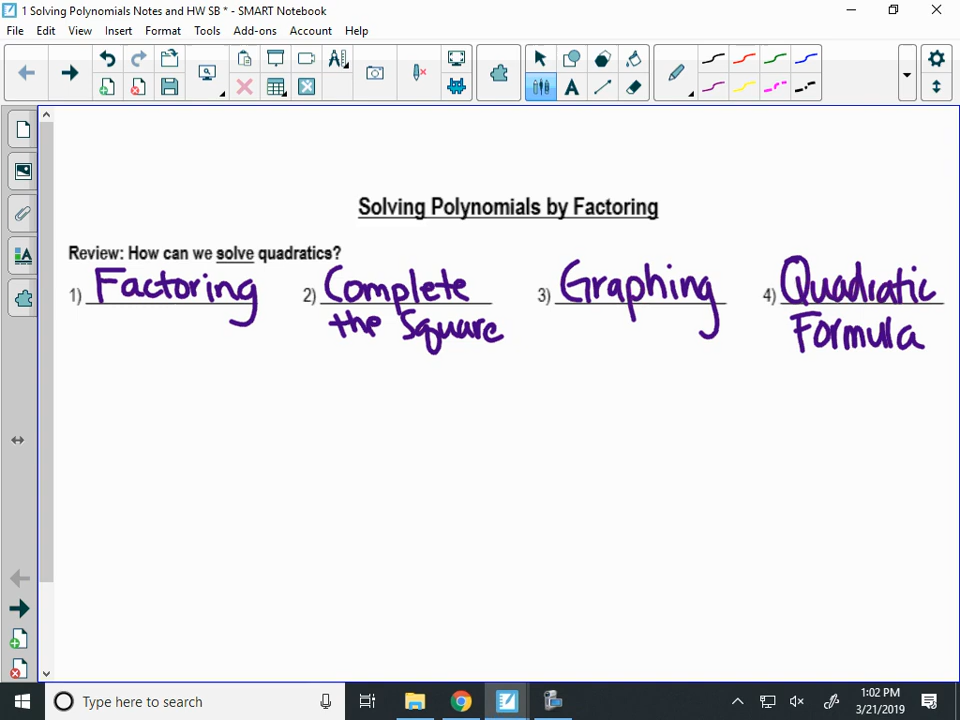 1 Solving Polynomials Notes and HW SB * - SMART Notebook
File Edit View Insert Format Tools Add-ons Account Help
Solving Polynomials by Factoring
Review: How can we solve quadratics?
1) Factoring 2) Complete 3) Graphing 4) Quadratic
the Square Formula
Type here to search
1:02 PM
3/21/2019